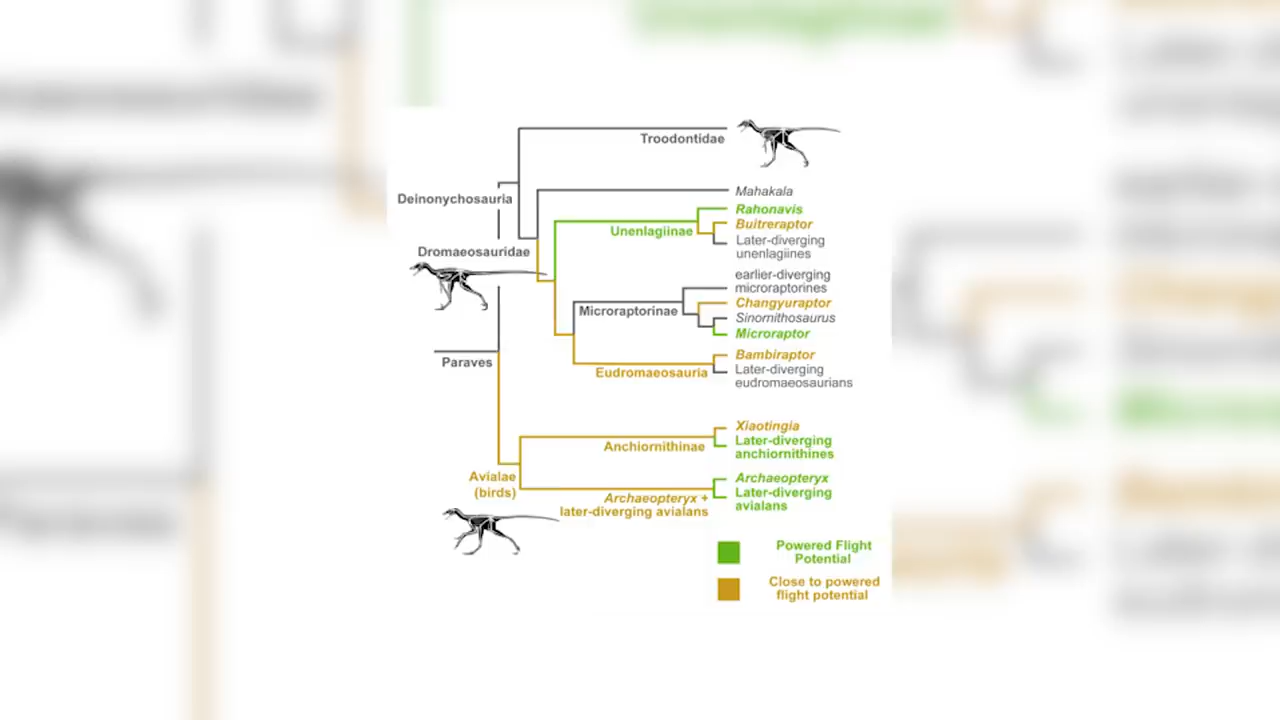 Troodontidae
Deinonychosauria
Mahakala
Rahonavis
Buitreraptor
Unenlagiinae
Later-diverging
unenlagiines
Dromaeosauridae
earlier-diverging
microraptorines
Changyuraptor
Microraptorinae
Sinornithosaurus
Microraptor
Bambiraptor
Paraves
Eudromaeosauria
Later-diverging
eudromaeosaurians
Xiaotingia
Anchiornithinae
Later-diverging
anchiornithines
Avialae
(birds)
Archaeopteryx
Archaeopteryx +
later-diverging avialans
Later-diverging
avialans
Powered Flight
Potential
Close to powered
flight potential